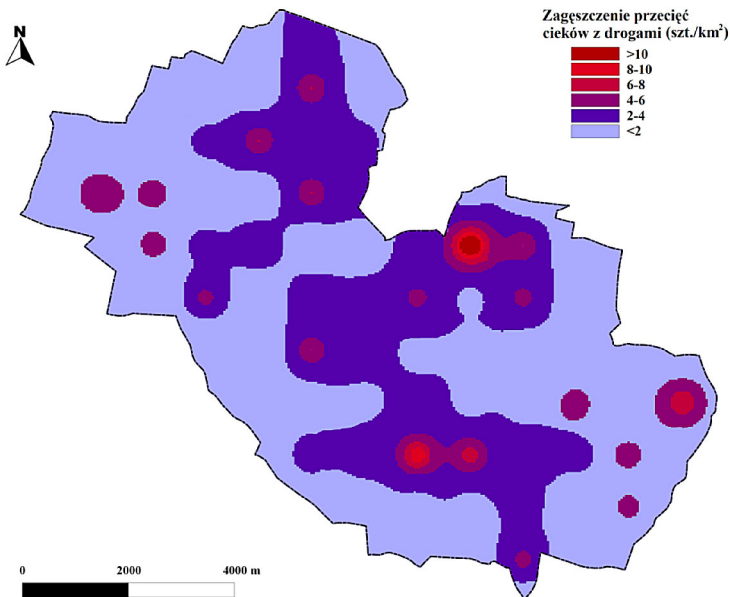 N
Zagęszczenie przecięć
cieków z drogami (szt./km²)
>10
8-10
6-8
4-6
2-4
<2
0 2000 4000 m